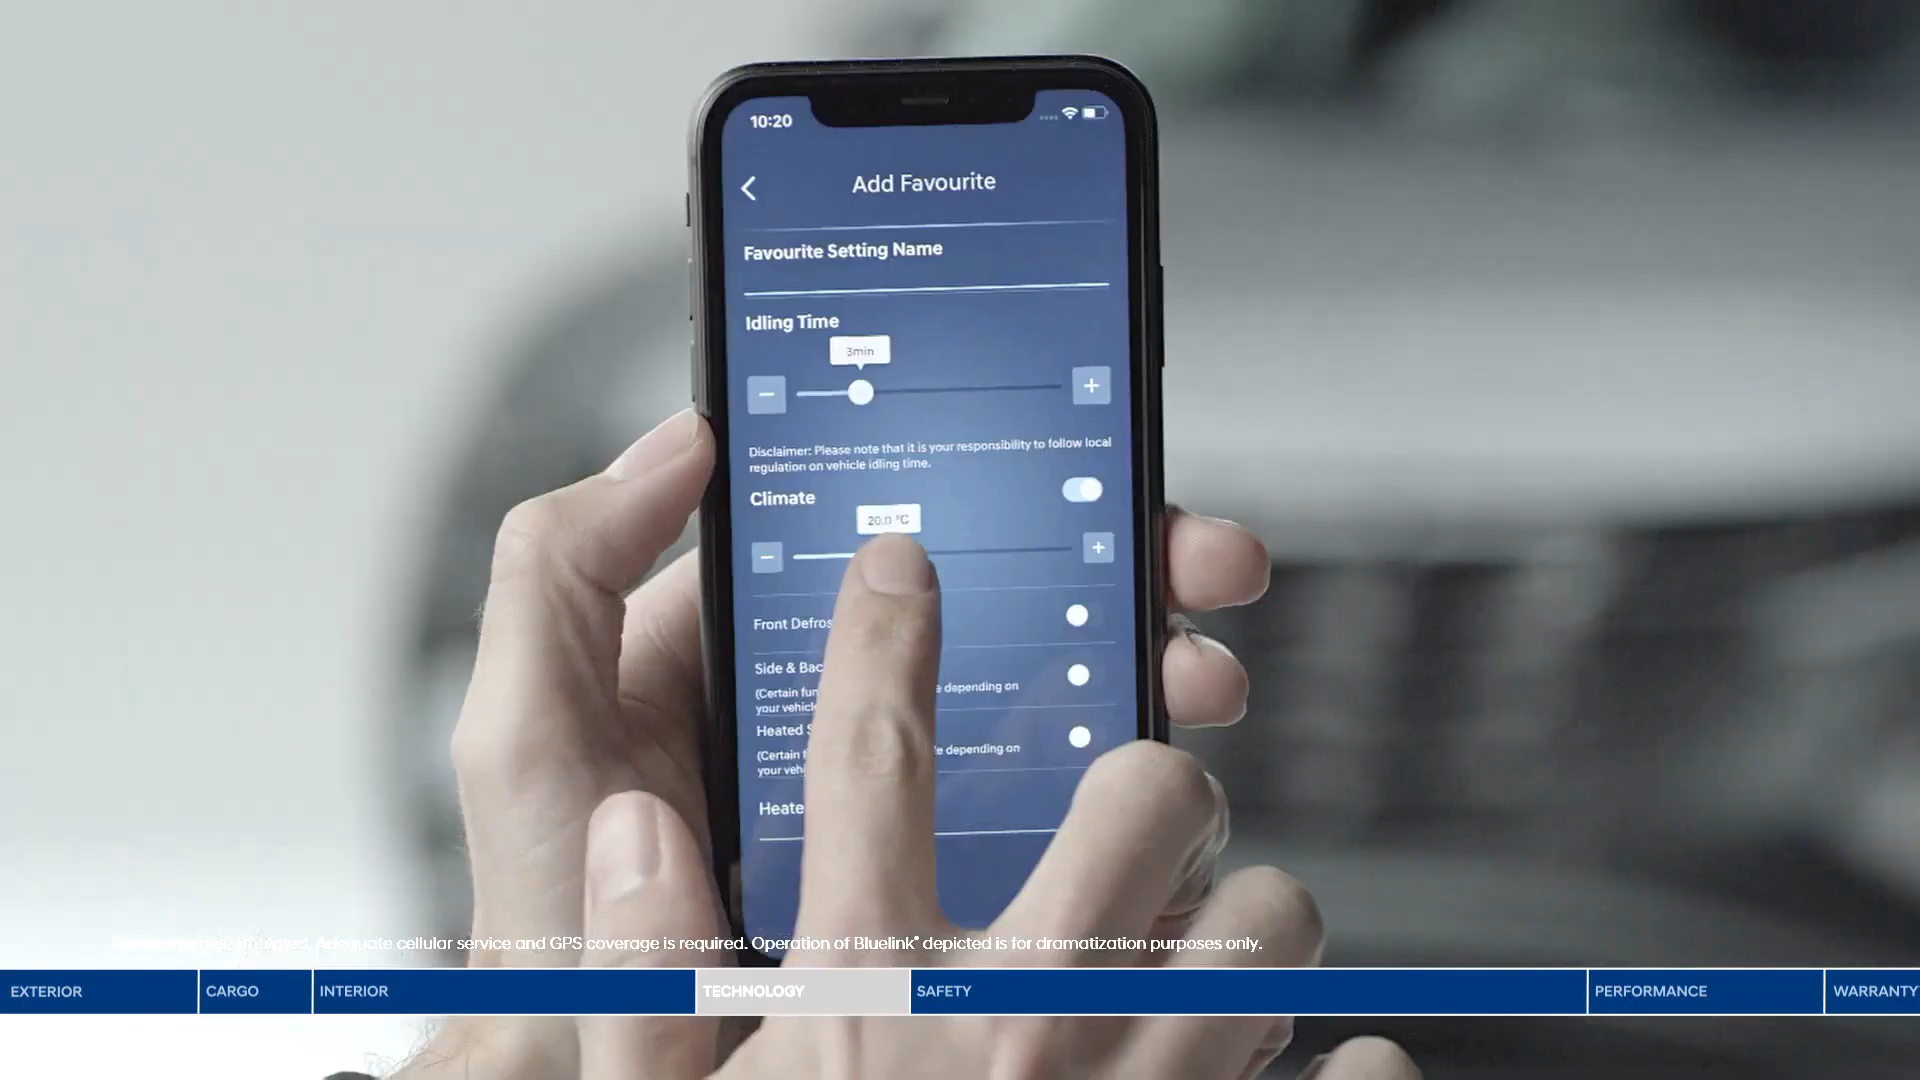 10:20
Add Favourite
Favourite Setting Name
Idling Time
3min
Disclaimer: Please note that it is your responsibility to follow local
regulation on vehicle idling time.
Climate
20.0 °C
Front Defros
Side & Bac
(Certain fun e depending on
your vehicle
Heated S
(Certain f e depending on
your veh
Heate
Adequate cellular service and GPS coverage is required. Operation of Bluelink® depicted is for dramatization purposes only.
EXTERIOR CARGO INTERIOR TECHNOLOGY SAFETY PERFORMANCE WARRANTY